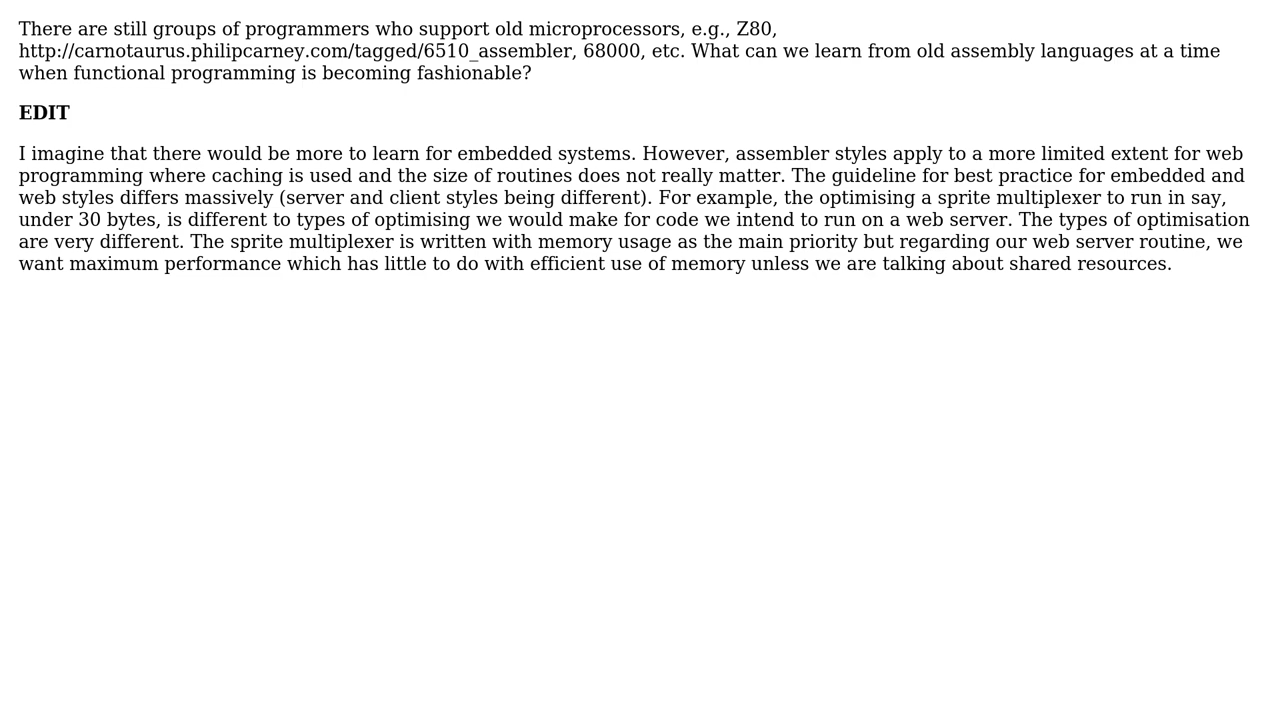 There are still groups of programmers who support old microprocessors, e.g., Z80,
http://carnotaurus.philipcarney.com/tagged/6510_assembler, 68000, etc. What can we learn from old assembly languages at a time
when functional programming is becoming fashionable?
EDIT
I imagine that there would be more to learn for embedded systems. However, assembler styles apply to a more limited extent for web
programming where caching is used and the size of routines does not really matter. The guideline for best practice for embedded and
web styles differs massively (server and client styles being different). For example, the optimising a sprite multiplexer to run in say,
under 30 bytes, is different to types of optimising we would make for code we intend to run on a web server. The types of optimisation
are very different. The sprite multiplexer is written with memory usage as the main priority but regarding our web server routine, we
want maximum performance which has little to do with efficient use of memory unless we are talking about shared resources.